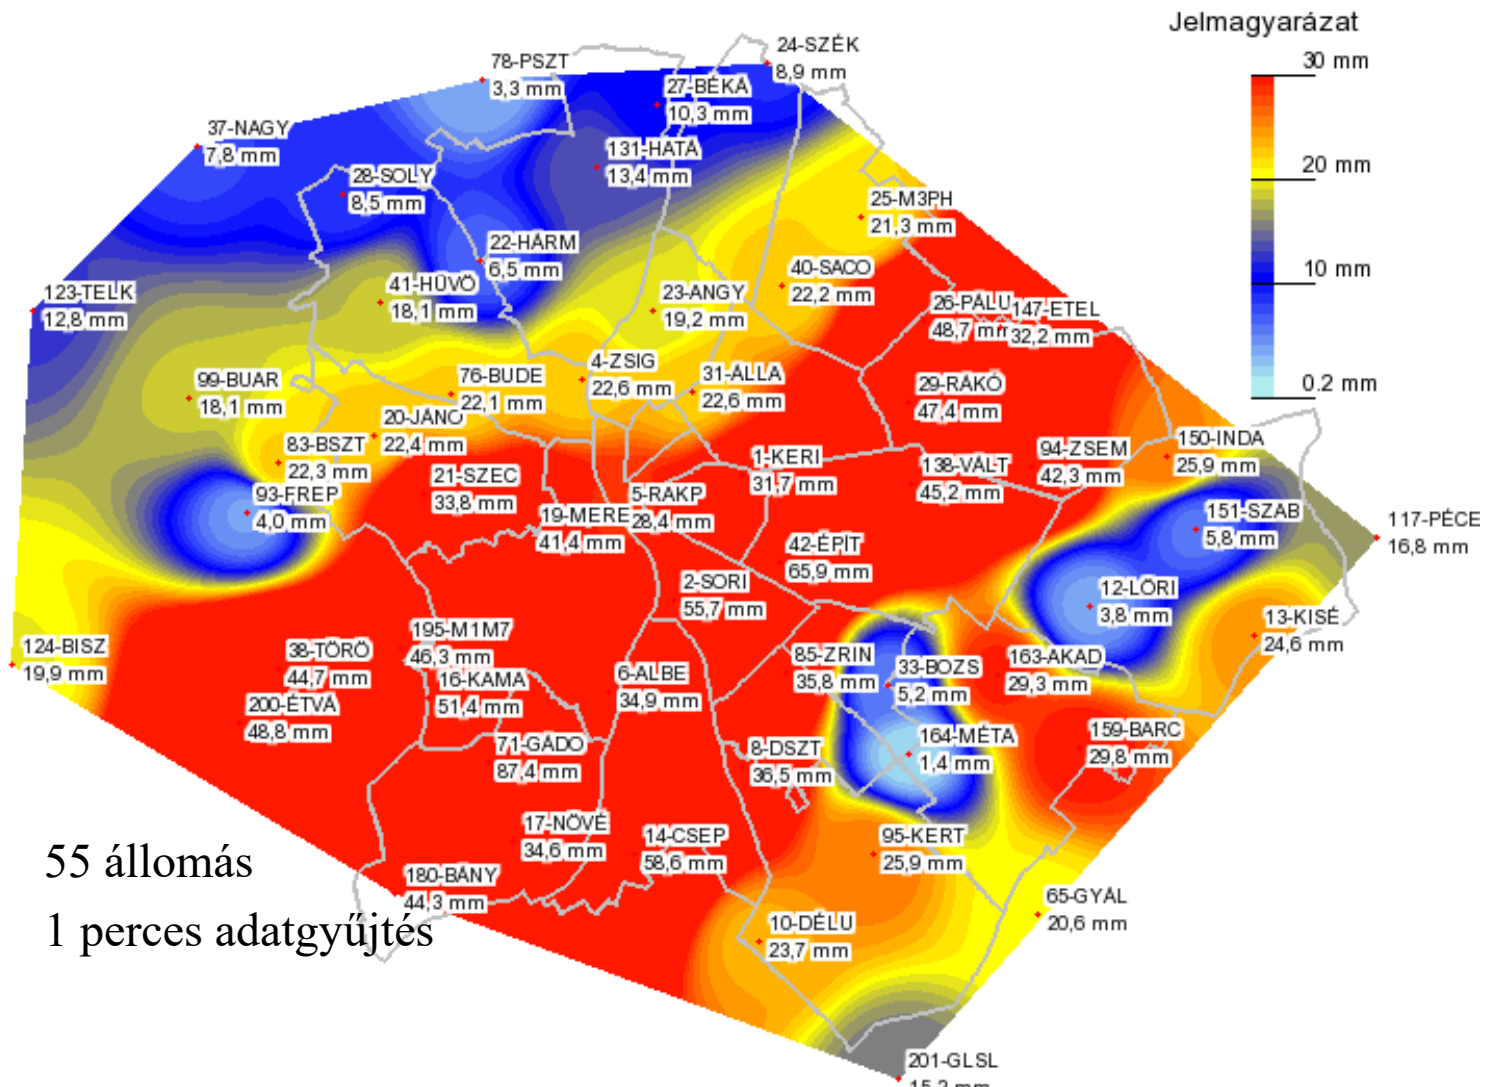 Jelmagyarázat
30 mm
20 mm
10 mm
0.2 mm
24-SZÉK
8,9 mm
78-PSZT
3,3 mm
27-BÉKÁ
10,3 mm
37-NAGY
7,8 mm
131-HATÁ
13,4 mm
28-SOLY
8,5 mm
25-M3PH
21,3 mm
22-HÁRM
6,5 mm
40-SACO
22,2 mm
41-HŰVÖ
18,1 mm
123-TELK
12,8 mm
23-ANGY
19,2 mm
26-PÁLU
48,7 mm
147-ETEL
32,2 mm
4-ZSIG
22,6 mm
31-ÁLLA
22,6 mm
76-BUDE
22,1 mm
99-BUAR
18,1 mm
29-RÁKÓ
47,4 mm
20-JÁNO
22,4 mm
83-BSZT
22,3 mm
150-INDA
25,9 mm
94-ZSEM
42,3 mm
1-KERI
31,7 mm
138-VÁLT
45,2 mm
21-SZEC
33,8 mm
93-FREP
4,0 mm
5-RAKP
28,4 mm
19-MERE
41,4 mm
151-SZAB
5,8 mm
117-PÉCE
16,8 mm
42-ÉPÍT
65,9 mm
2-SORI
55,7 mm
12-LŐRI
3,8 mm
13-KISÉ
24,6 mm
195-M1M7
46,3 mm
124-BISZ
19,9 mm
38-TÖRÖ
44,7 mm
85-ZRIN
35,8 mm
33-BOZS
5,2 mm
163-AKAD
29,3 mm
6-ALBE
34,9 mm
16-KAMA
51,4 mm
200-ÉTVA
48,8 mm
159-BARC
29,8 mm
164-MÉTA
1,4 mm
71-GÁDO
87,4 mm
8-DSZT
36,5 mm
17-NÖVÉ
34,6 mm
14-CSEP
58,6 mm
95-KERT
25,9 mm
55 állomás
180-BÁNY
44,3 mm
65-GYÁL
20,6 mm
1 perces adatgyűjtés
10-DÉLU
23,7 mm
201-GLSL
15,2 mm